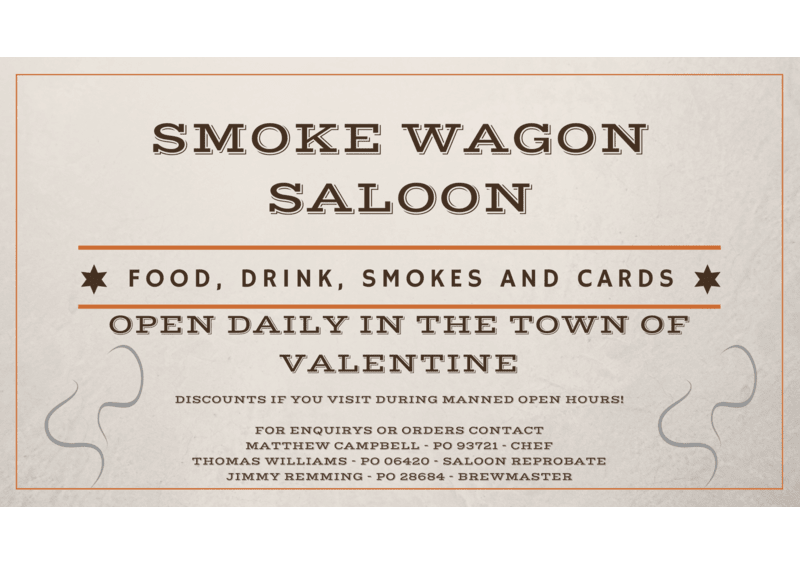 SMOKE WAGON
SALOON
FOOD, DRINK, SMOKES AND CARDS
OPEN DAILY IN THE TOWN OF
VALENTINE
DISCOUNTS IF YOU VISIT DURING MANNED OPEN HOURS!
FOR ENQUIRYS OR ORDERS CONTACT
MATTHEW CAMPBELL - PO 93721 - CHEF
THOMAS WILLIAMS - PO 06420 - SALOON REPROBATE
JIMMY REMMING - PO 28684 - BREWMASTER